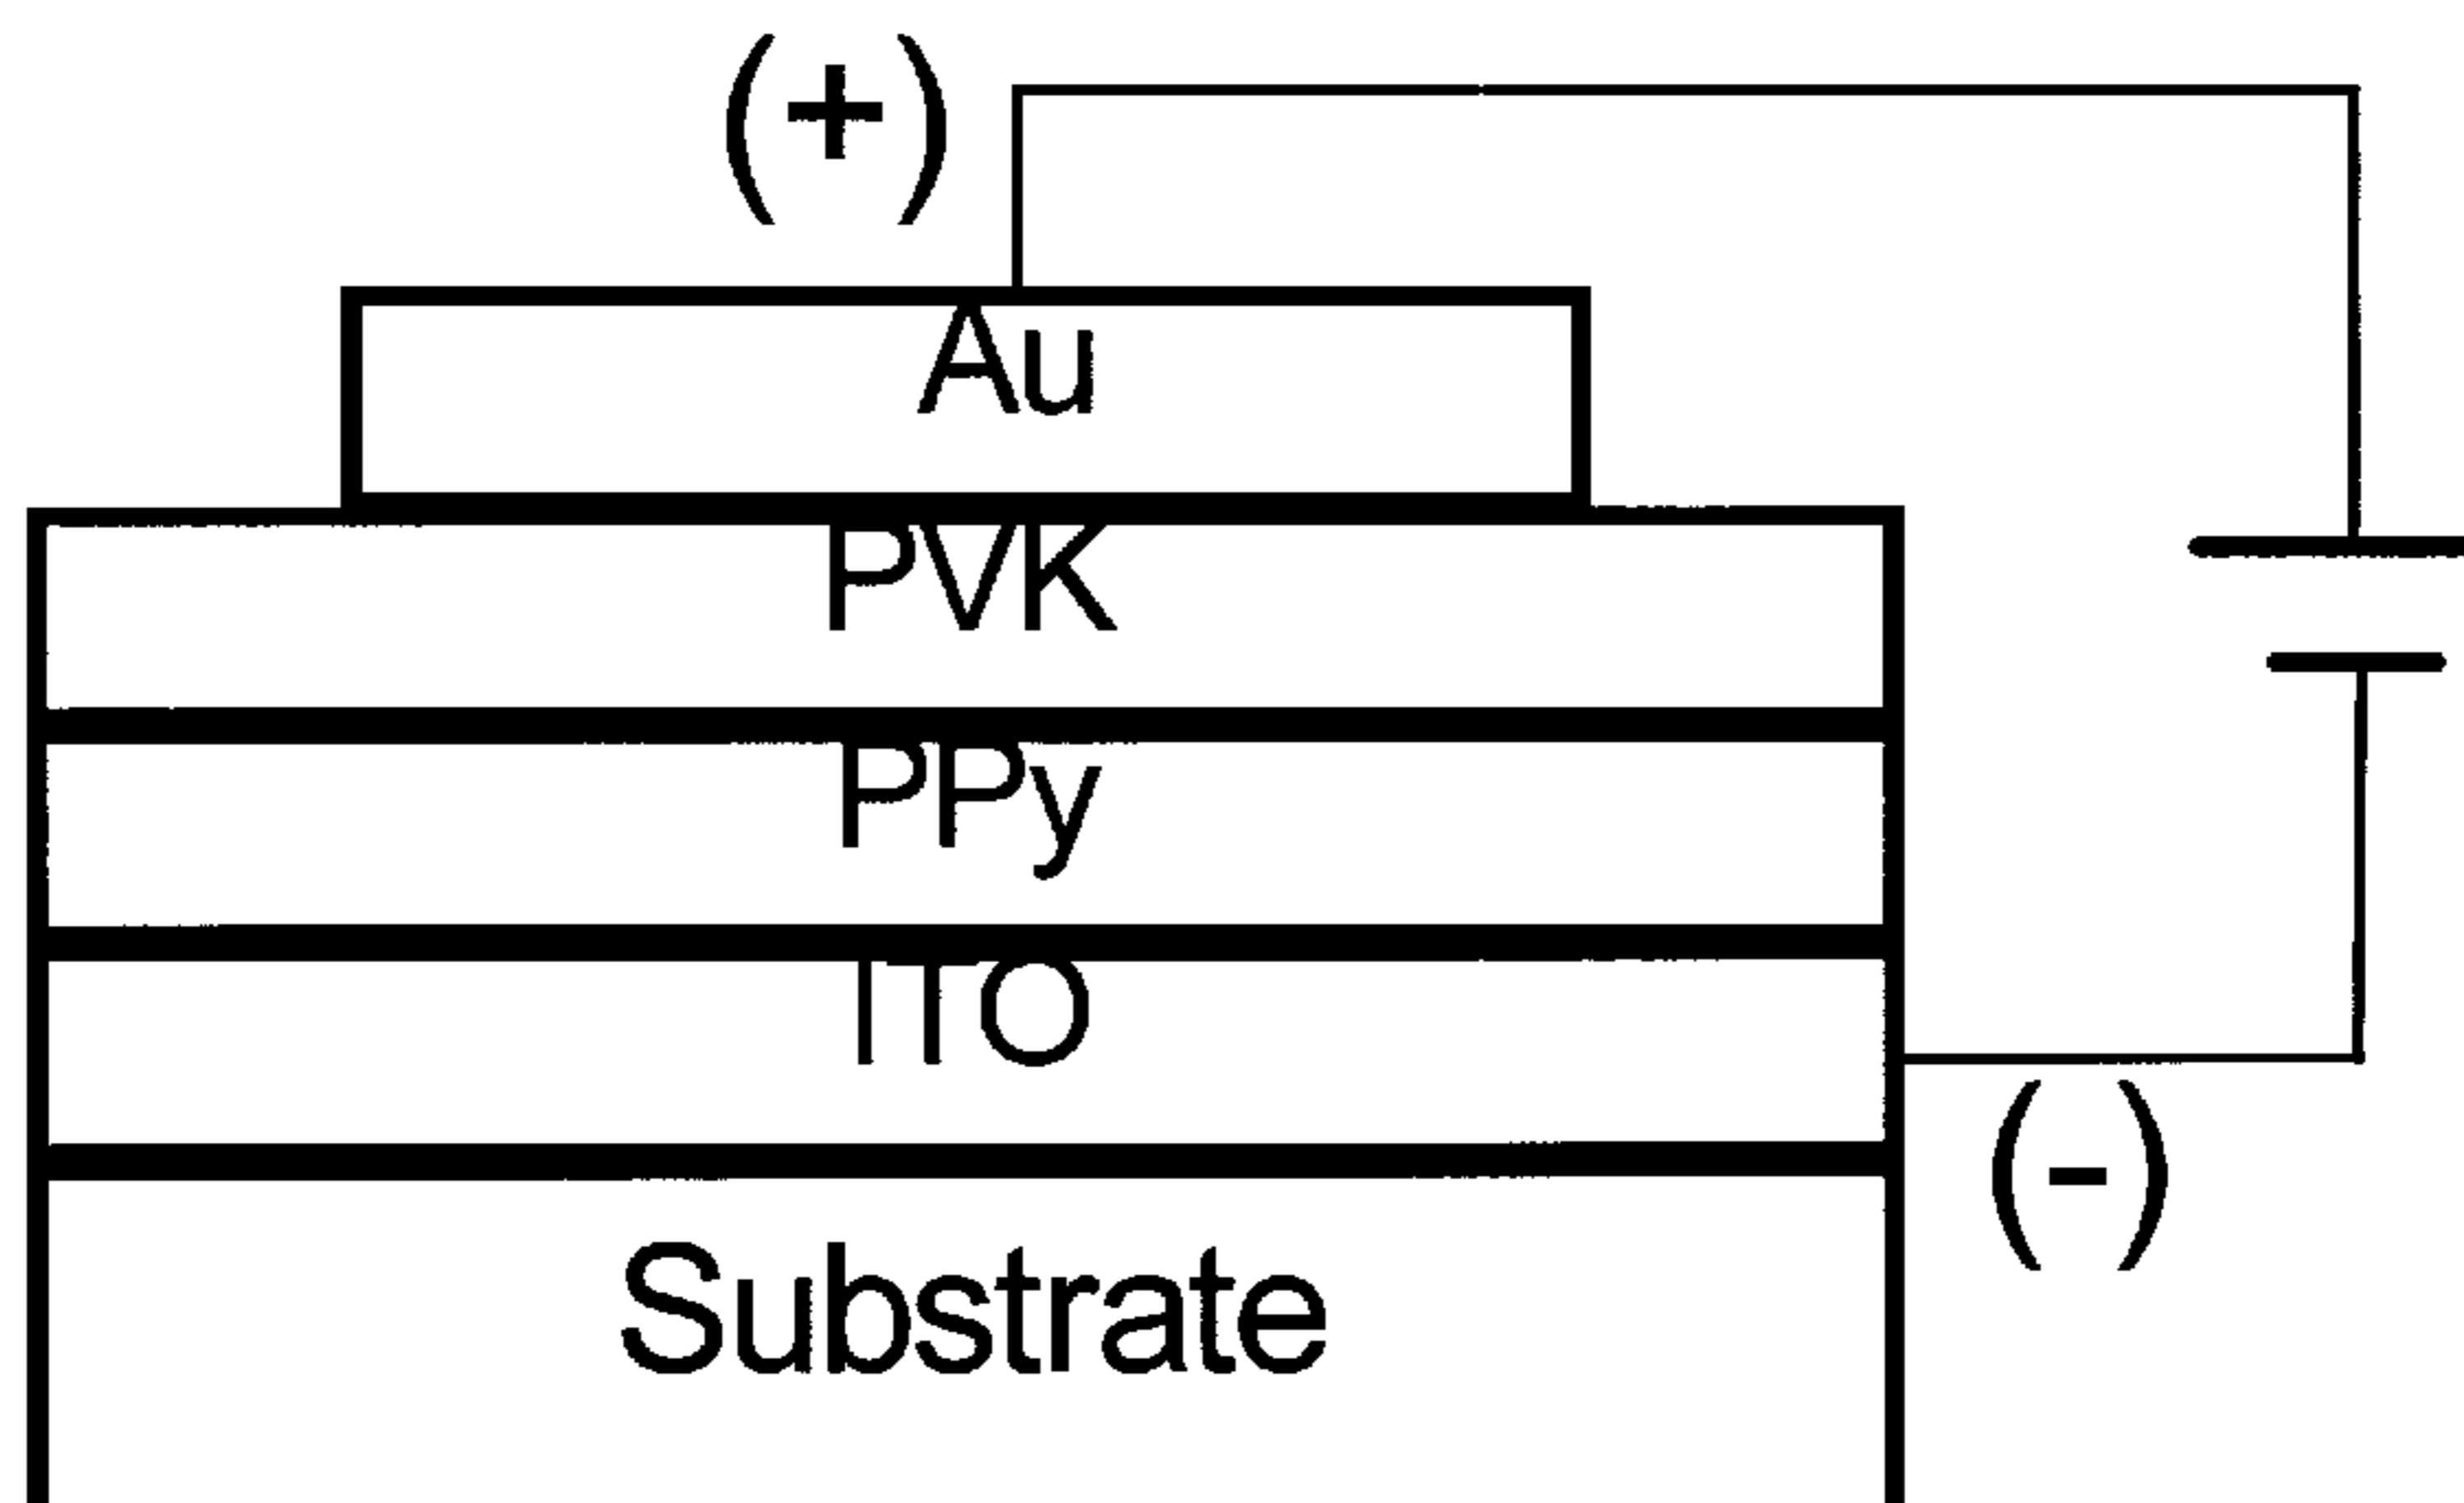 (+)
Au
PVK
PPy
ITO
(-)
Substrate